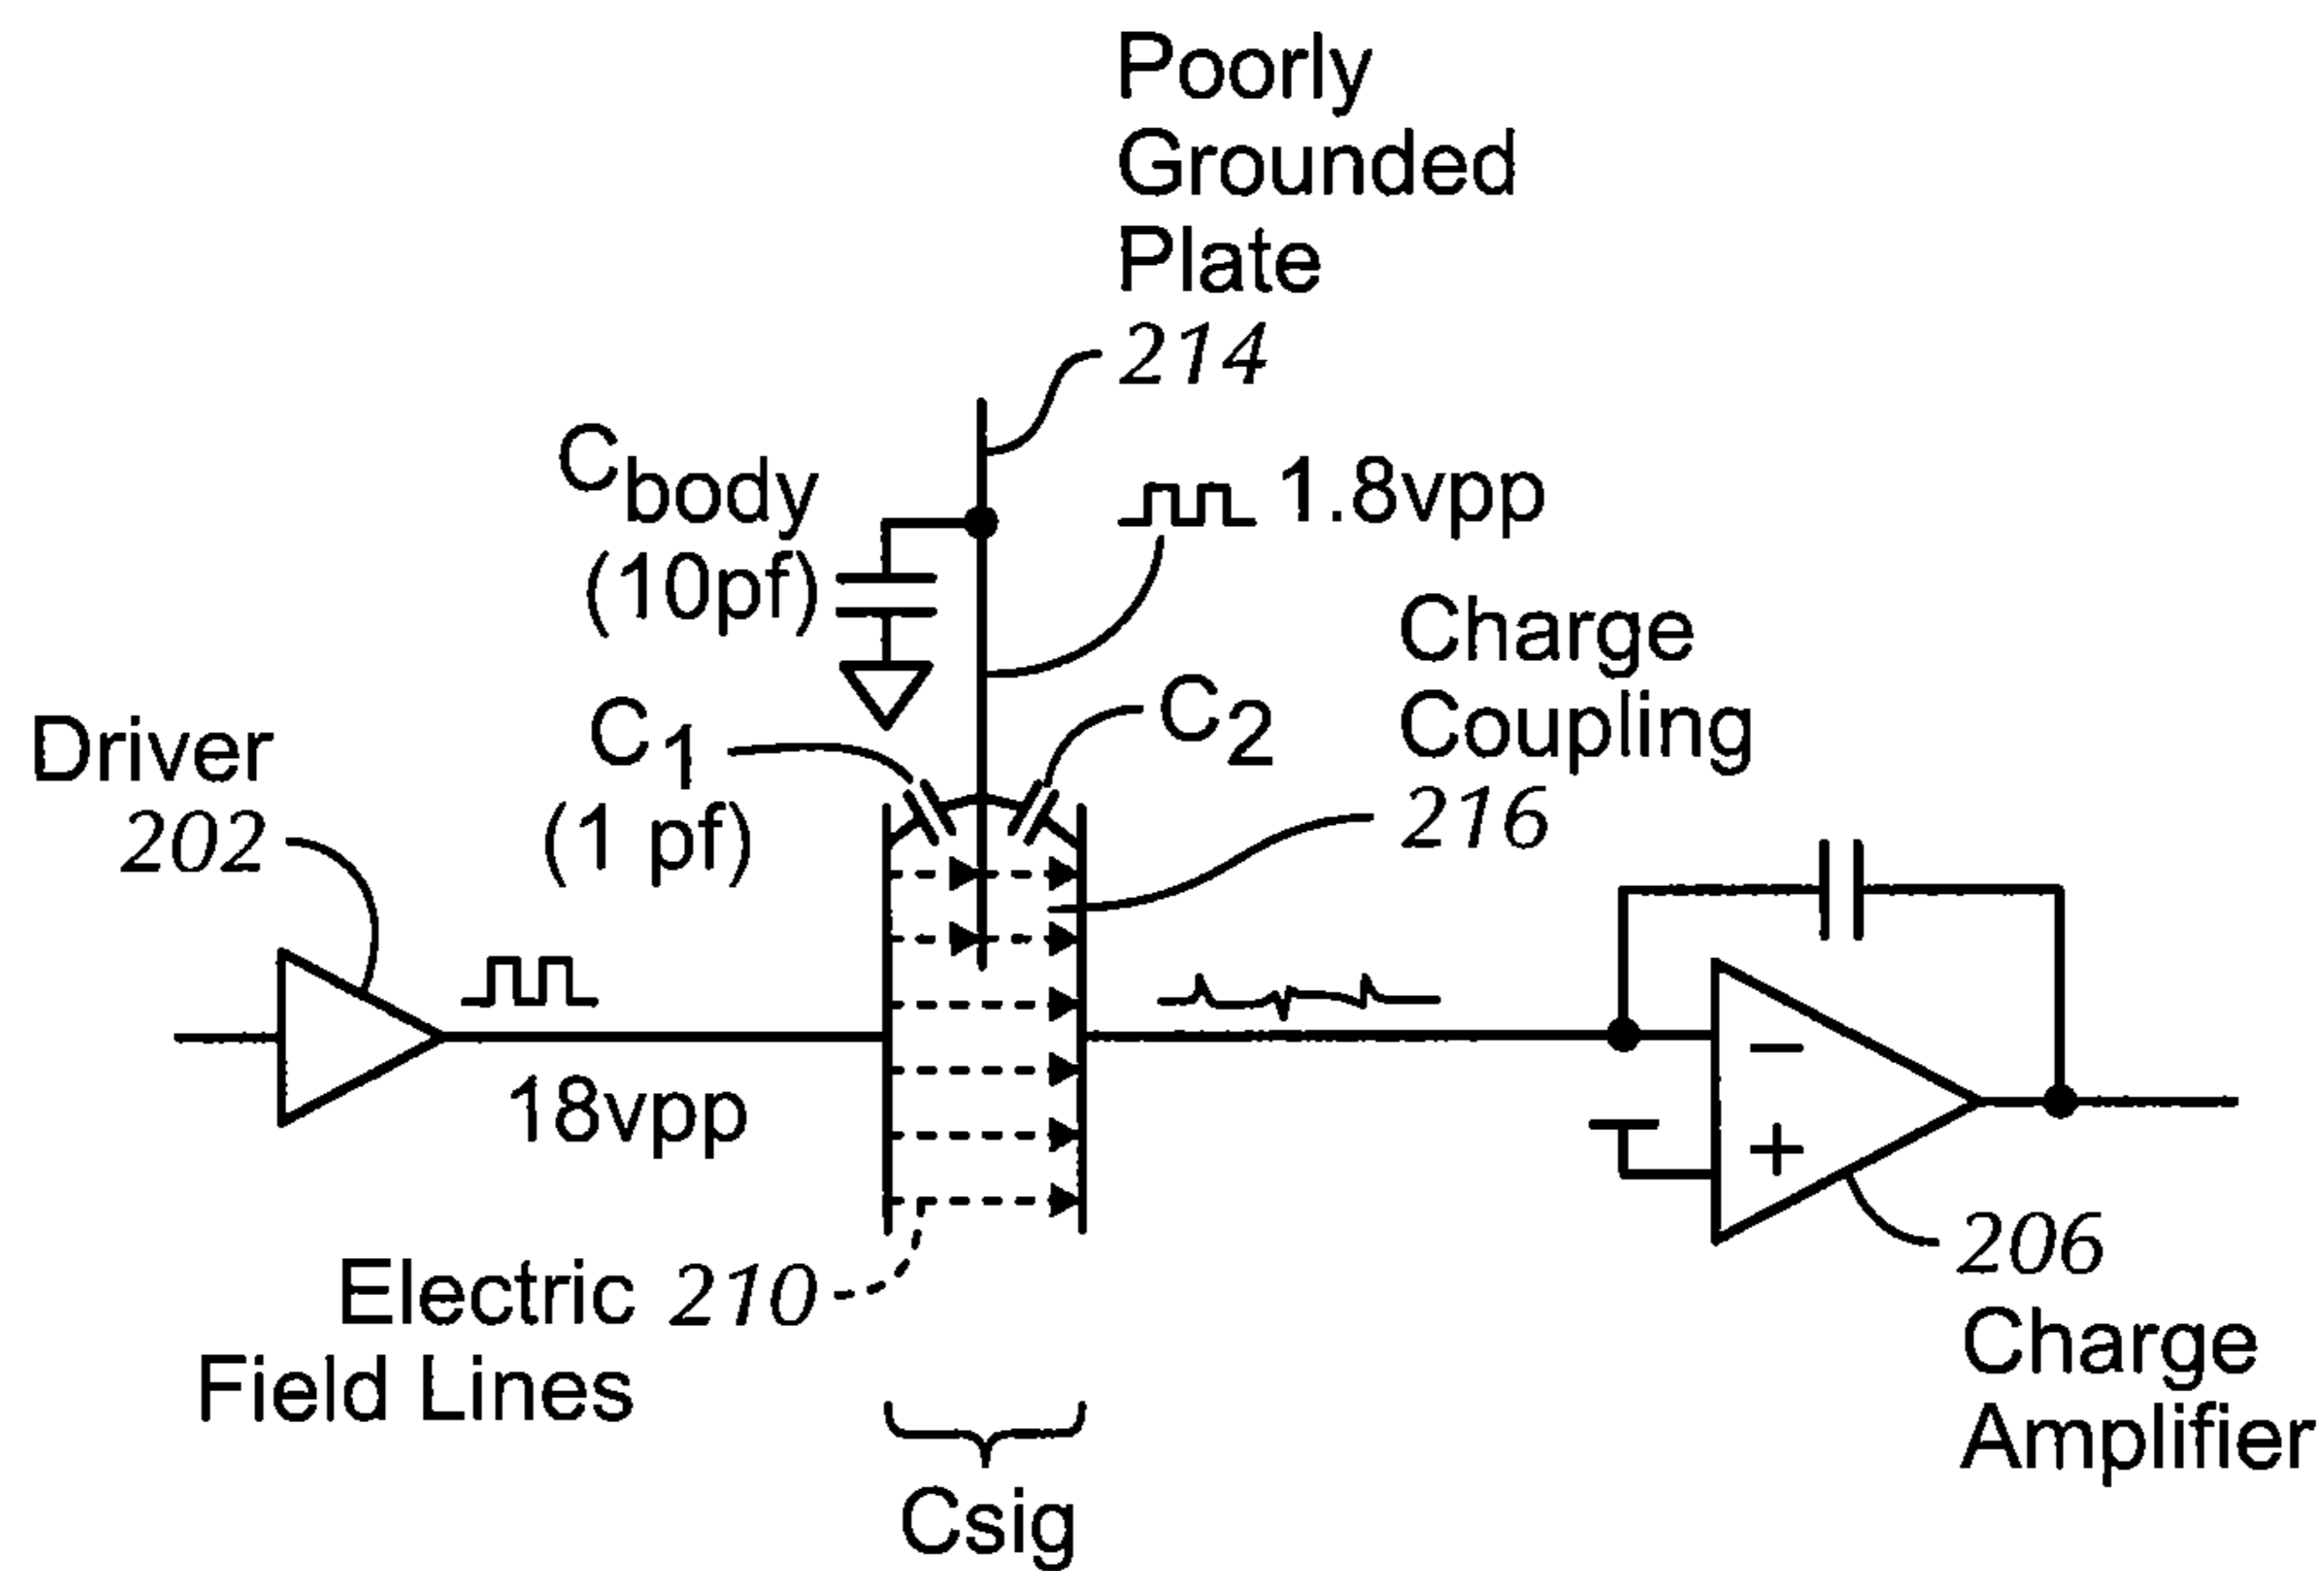 Poorly
Grounded
Plate
214
Cbody
(10pf)
1.8vpp
Charge
Coupling
216
C1
(1 pf)
C2
Driver
202
18vpp
−
+
206
Charge
Amplifier
Electric 210
Field Lines
Csig